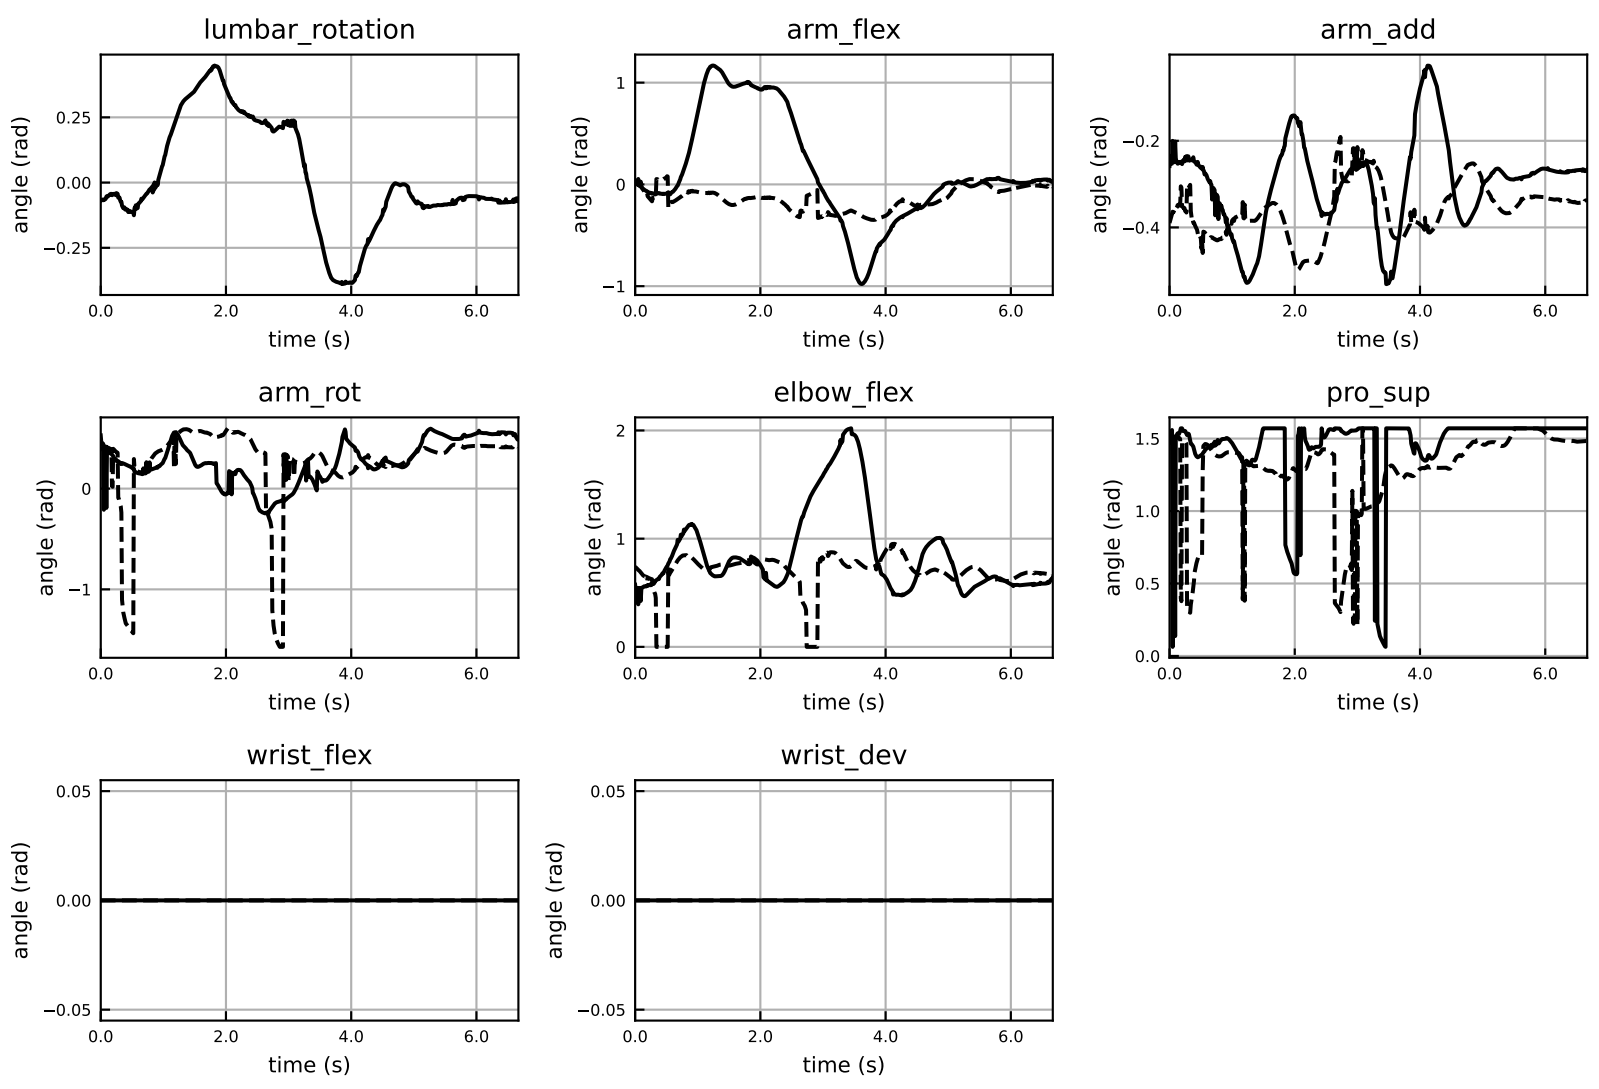 lumbar_rotation
angle (rad)
0.25
0.00
−0.25
0.0 2.0 4.0 6.0
time (s)
arm_flex
angle (rad)
1
0
−1
0.0 2.0 4.0 6.0
time (s)
arm_add
angle (rad)
−0.2
−0.4
0.0 2.0 4.0 6.0
time (s)
arm_rot
angle (rad)
0
−1
0.0 2.0 4.0 6.0
time (s)
elbow_flex
angle (rad)
2
1
0
0.0 2.0 4.0 6.0
time (s)
pro_sup
angle (rad)
1.5
1.0
0.5
0.0
0.0 2.0 4.0 6.0
time (s)
wrist_flex
angle (rad)
0.05
0.00
−0.05
0.0 2.0 4.0 6.0
time (s)
wrist_dev
angle (rad)
0.05
0.00
−0.05
0.0 2.0 4.0 6.0
time (s)